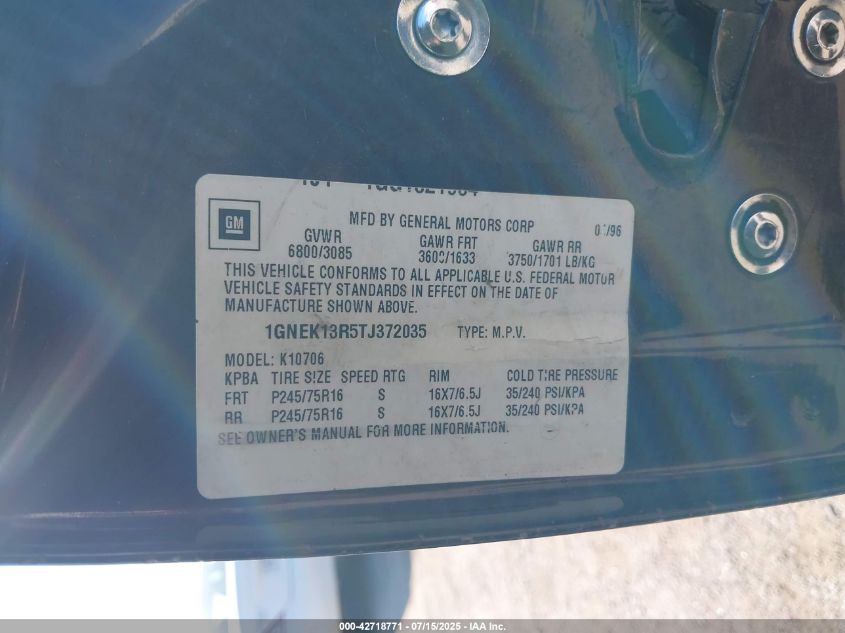 GM
MFD BY GENERAL MOTORS CORP
GVWR GAWR FRT GAWR RR
6800/3085 3600/1633 3750/1701 LB/KG
THIS VEHICLE CONFORMS TO ALL APPLICABLE U.S. FEDERAL MOTOR
VEHICLE SAFETY STANDARDS IN EFFECT ON THE DATE OF
MANUFACTURE SHOWN ABOVE.
1GNEK13R5TJ372035 TYPE: M.P.V.
MODEL: K10706
KPBA TIRE SIZE SPEED RTG RIM COLD TIRE PRESSURE
FRT P245/75R16 S 16X7/6.5J 35/240 PSI/KPA
RR P245/75R16 S 16X7/6.5J 35/240 PSI/KPA
SEE OWNER'S MANUAL FOR MORE INFORMATION.
000-42718771 - 07/15/2025 - IAA Inc.